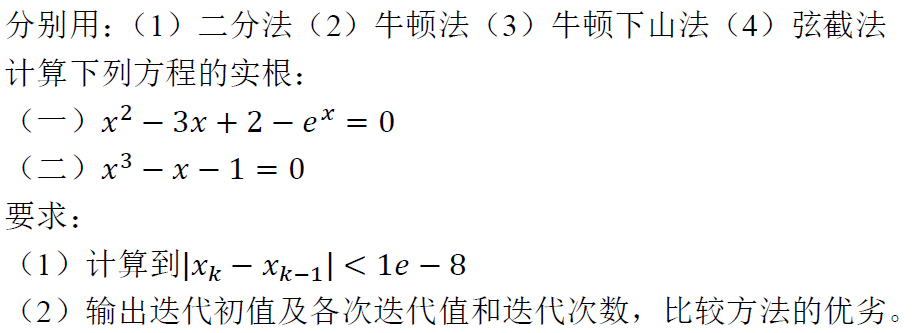 分别用：（1）二分法（2）牛顿法（3）牛顿下山法（4）弦截法
计算下列方程的实根：
（一）x² − 3x + 2 − eˣ = 0
（二）x³ − x − 1 = 0
要求：
（1）计算到|xₖ − xₖ₋₁| < 1e − 8
（2）输出迭代初值及各次迭代值和迭代次数，比较方法的优劣。